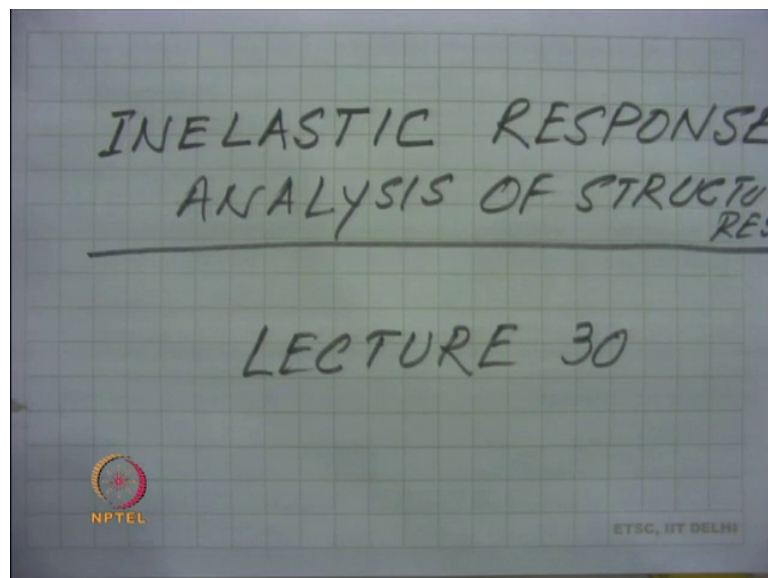 INELASTIC RESPONSE
ANALYSIS OF STRUCTU
RES
LECTURE 30
NPTEL
ETSC, IIT DELHI